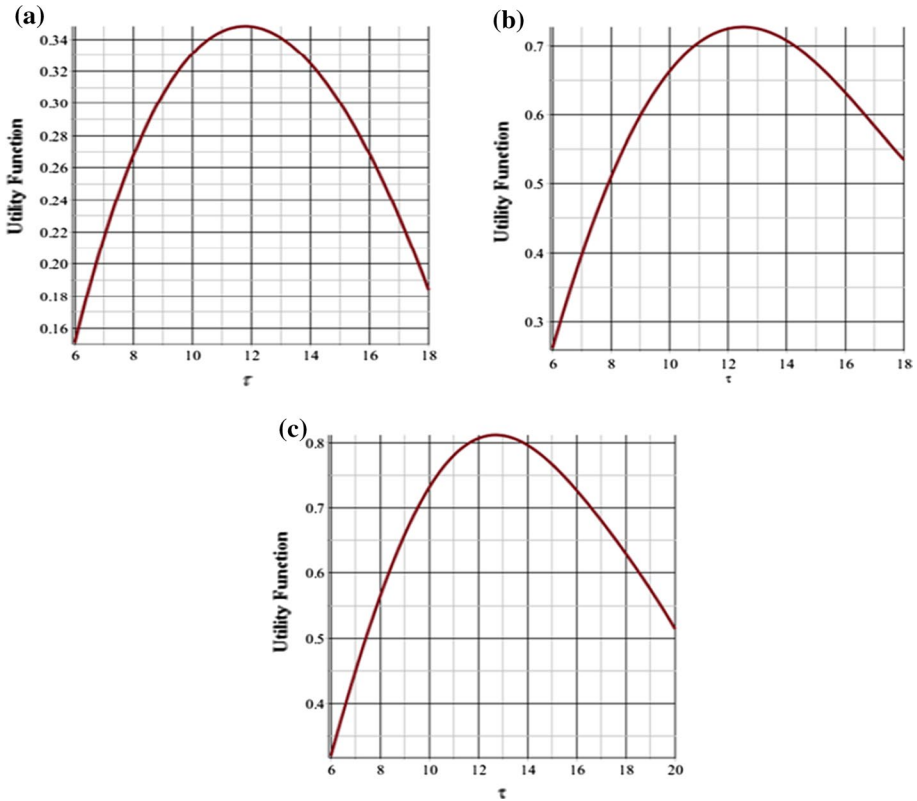 (a)
Utility Function
0.34
0.32
0.30
0.28
0.26
0.24
0.22
0.20
0.18
0.16
6 8 10 12 14 16 18
τ
(b)
Utility Function
0.7
0.6
0.5
0.4
0.3
6 8 10 12 14 16 18
τ
(c)
Utility Function
0.8
0.7
0.6
0.5
0.4
6 8 10 12 14 16 18 20
τ